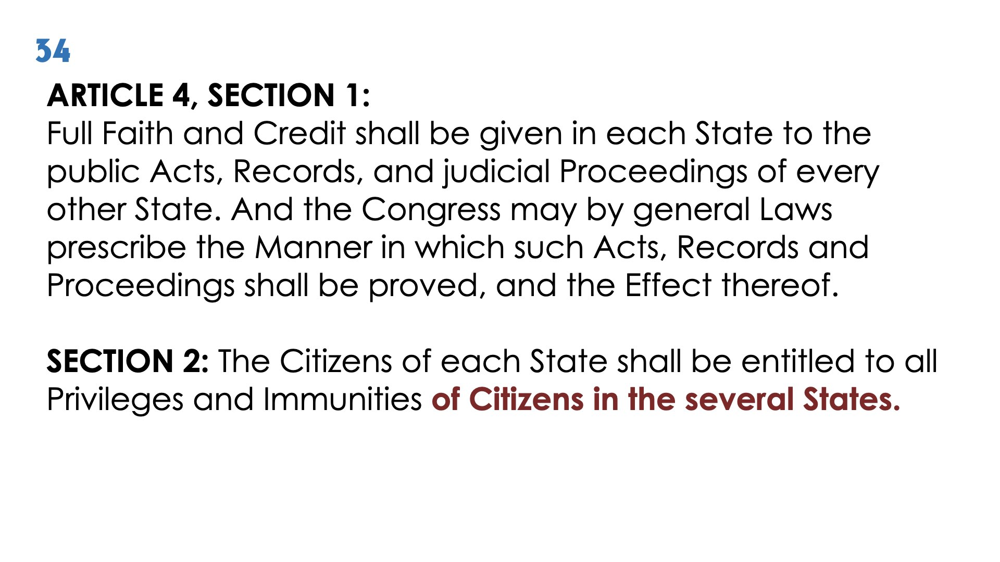 34
ARTICLE 4, SECTION 1:
Full Faith and Credit shall be given in each State to the
public Acts, Records, and judicial Proceedings of every
other State. And the Congress may by general Laws
prescribe the Manner in which such Acts, Records and
Proceedings shall be proved, and the Effect thereof.
SECTION 2: The Citizens of each State shall be entitled to all
Privileges and Immunities of Citizens in the several States.